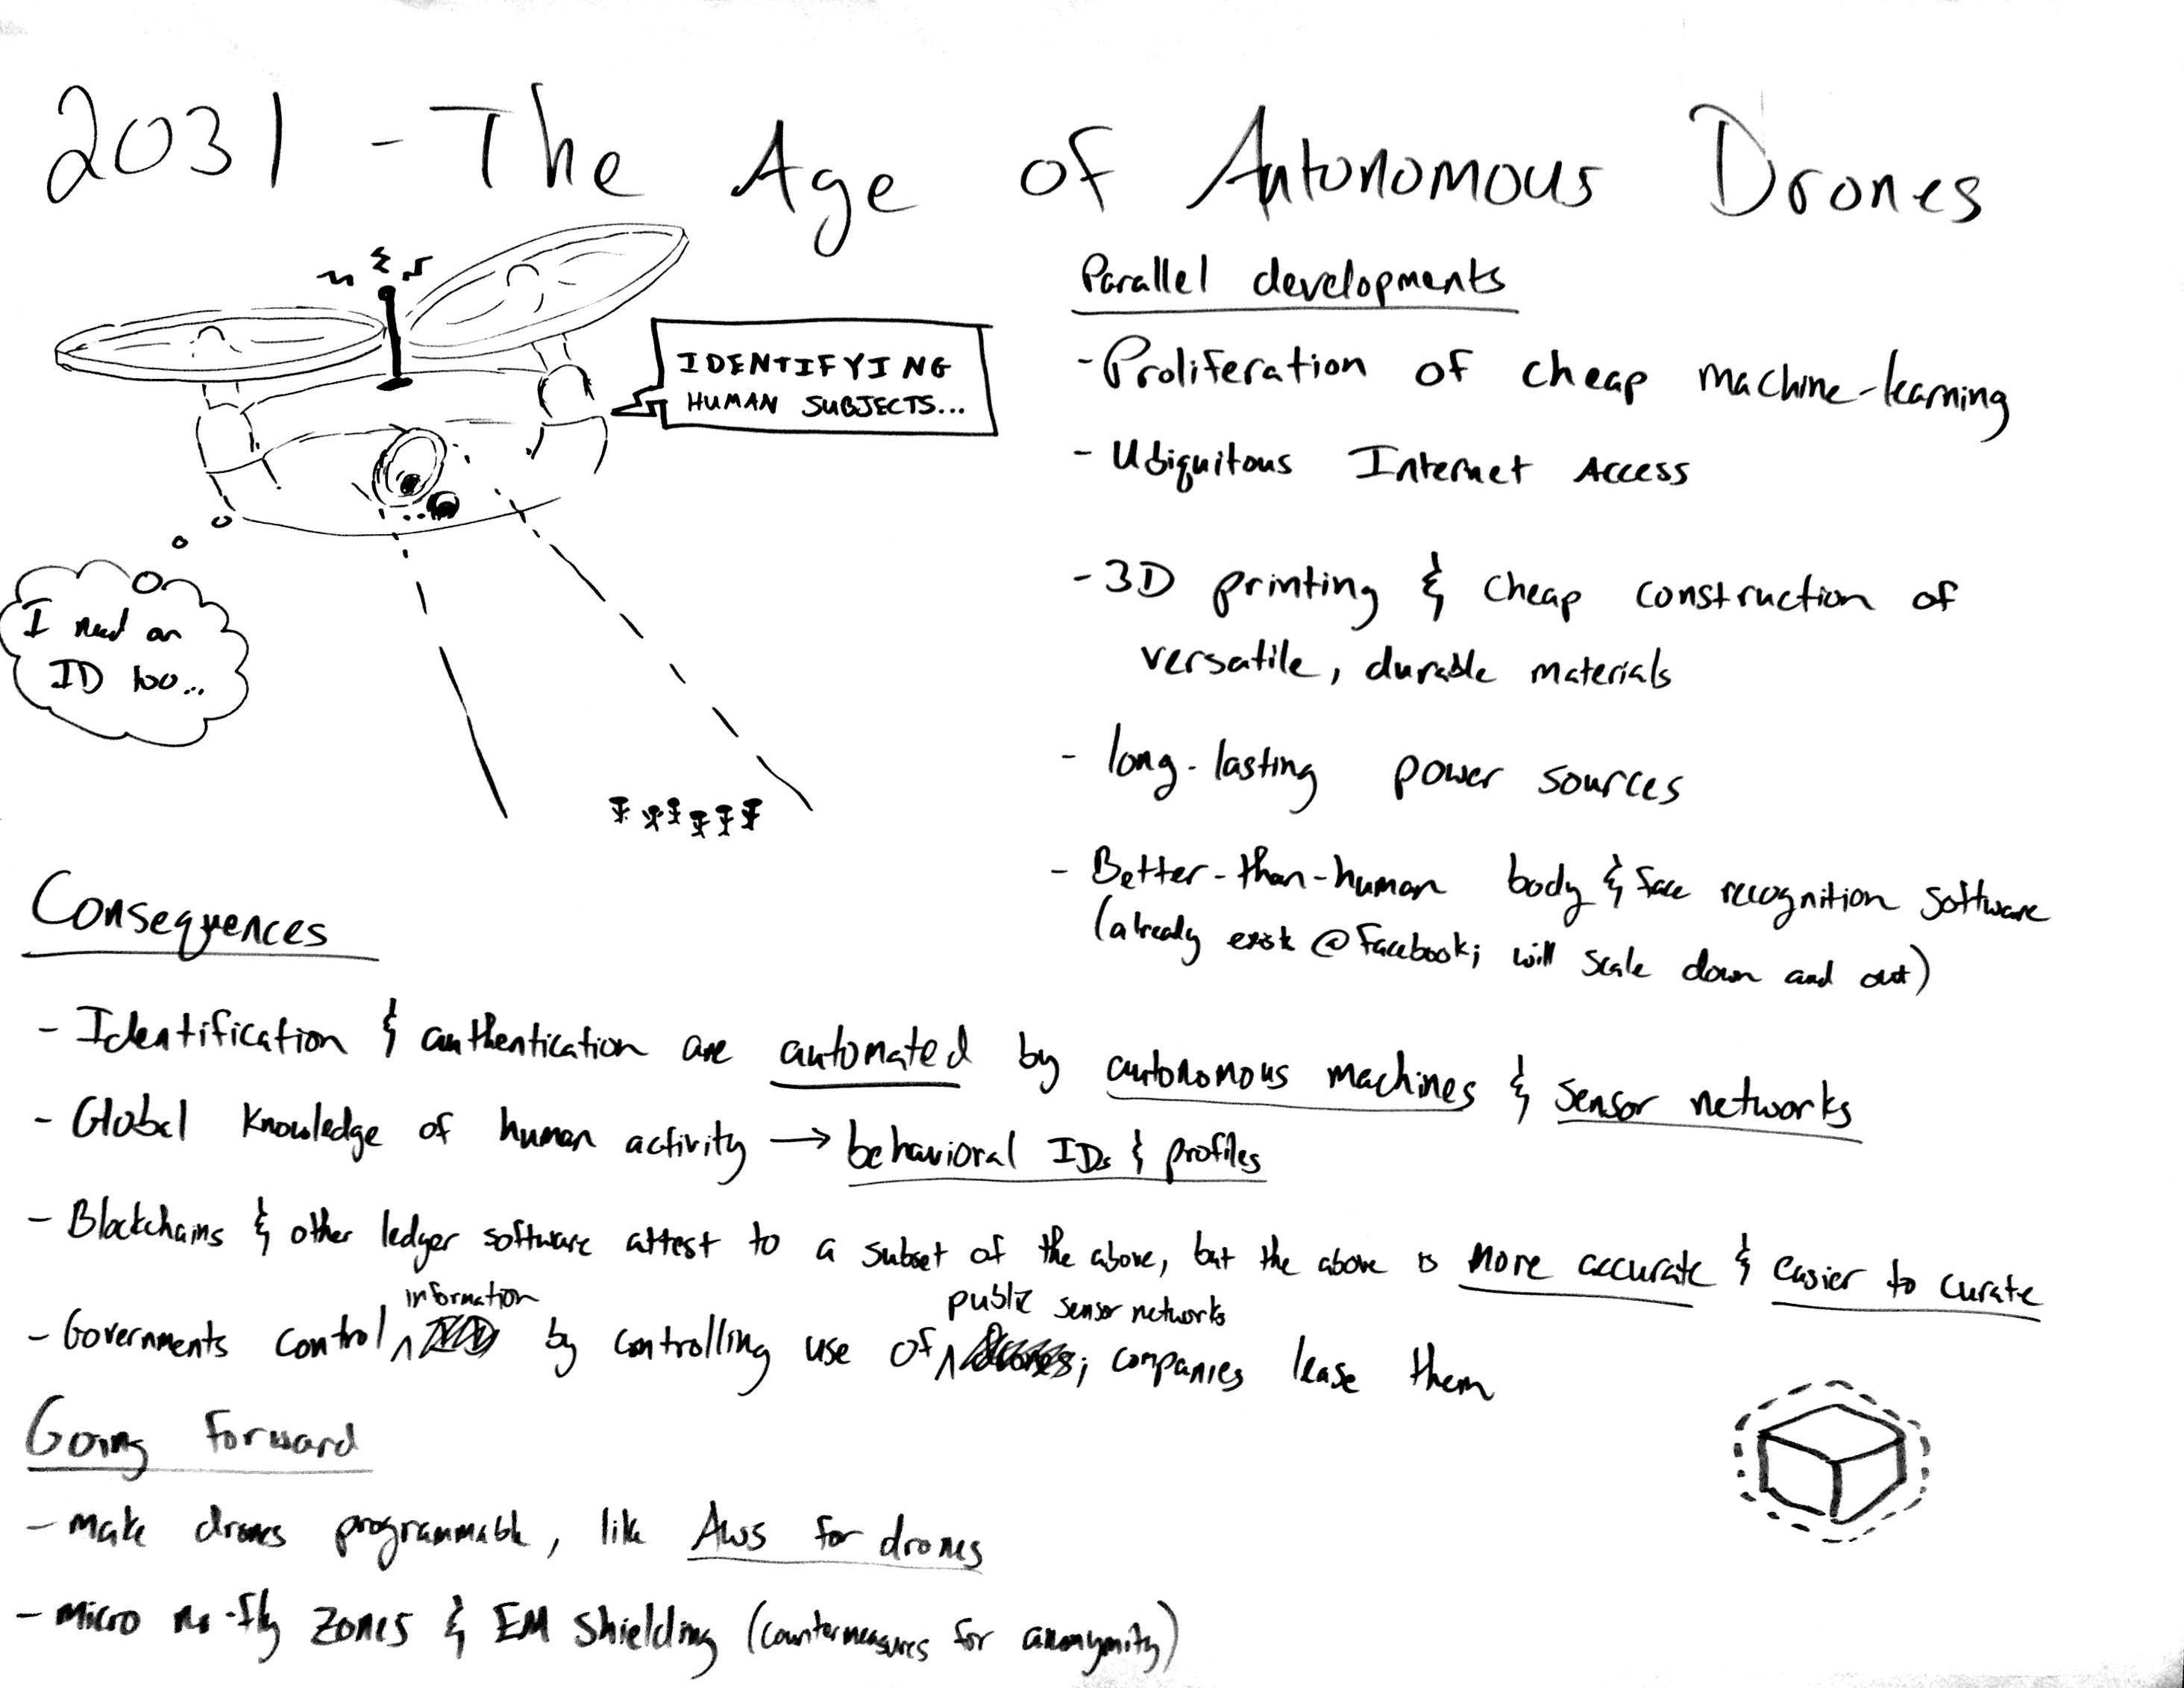 2031 - The Age of Autonomous Drones
IDENTIFYING
HUMAN SUBJECTS...
I need an
ID too...
Parallel developments
- Proliferation of cheap machine-learning
- Ubiquitous Internet Access
- 3D printing & cheap construction of
versatile, durable materials
- long-lasting power sources
- Better-than-human body & face recognition software
(already exist @ Facebook; will scale down and out)
Consequences
- Identification & authentication are automated by autonomous machines & sensor networks
- Global knowledge of human activity → behavioral IDs & profiles
- Blockchains & other ledger software attest to a subset of the above, but the above is more accurate & easier to curate
- Governments control information by controlling use of public sensor networks; companies lease them
Going Forward
- make drones programmable, like AWS for drones
- micro no-fly zones & EM shielding (countermeasures for anonymity)